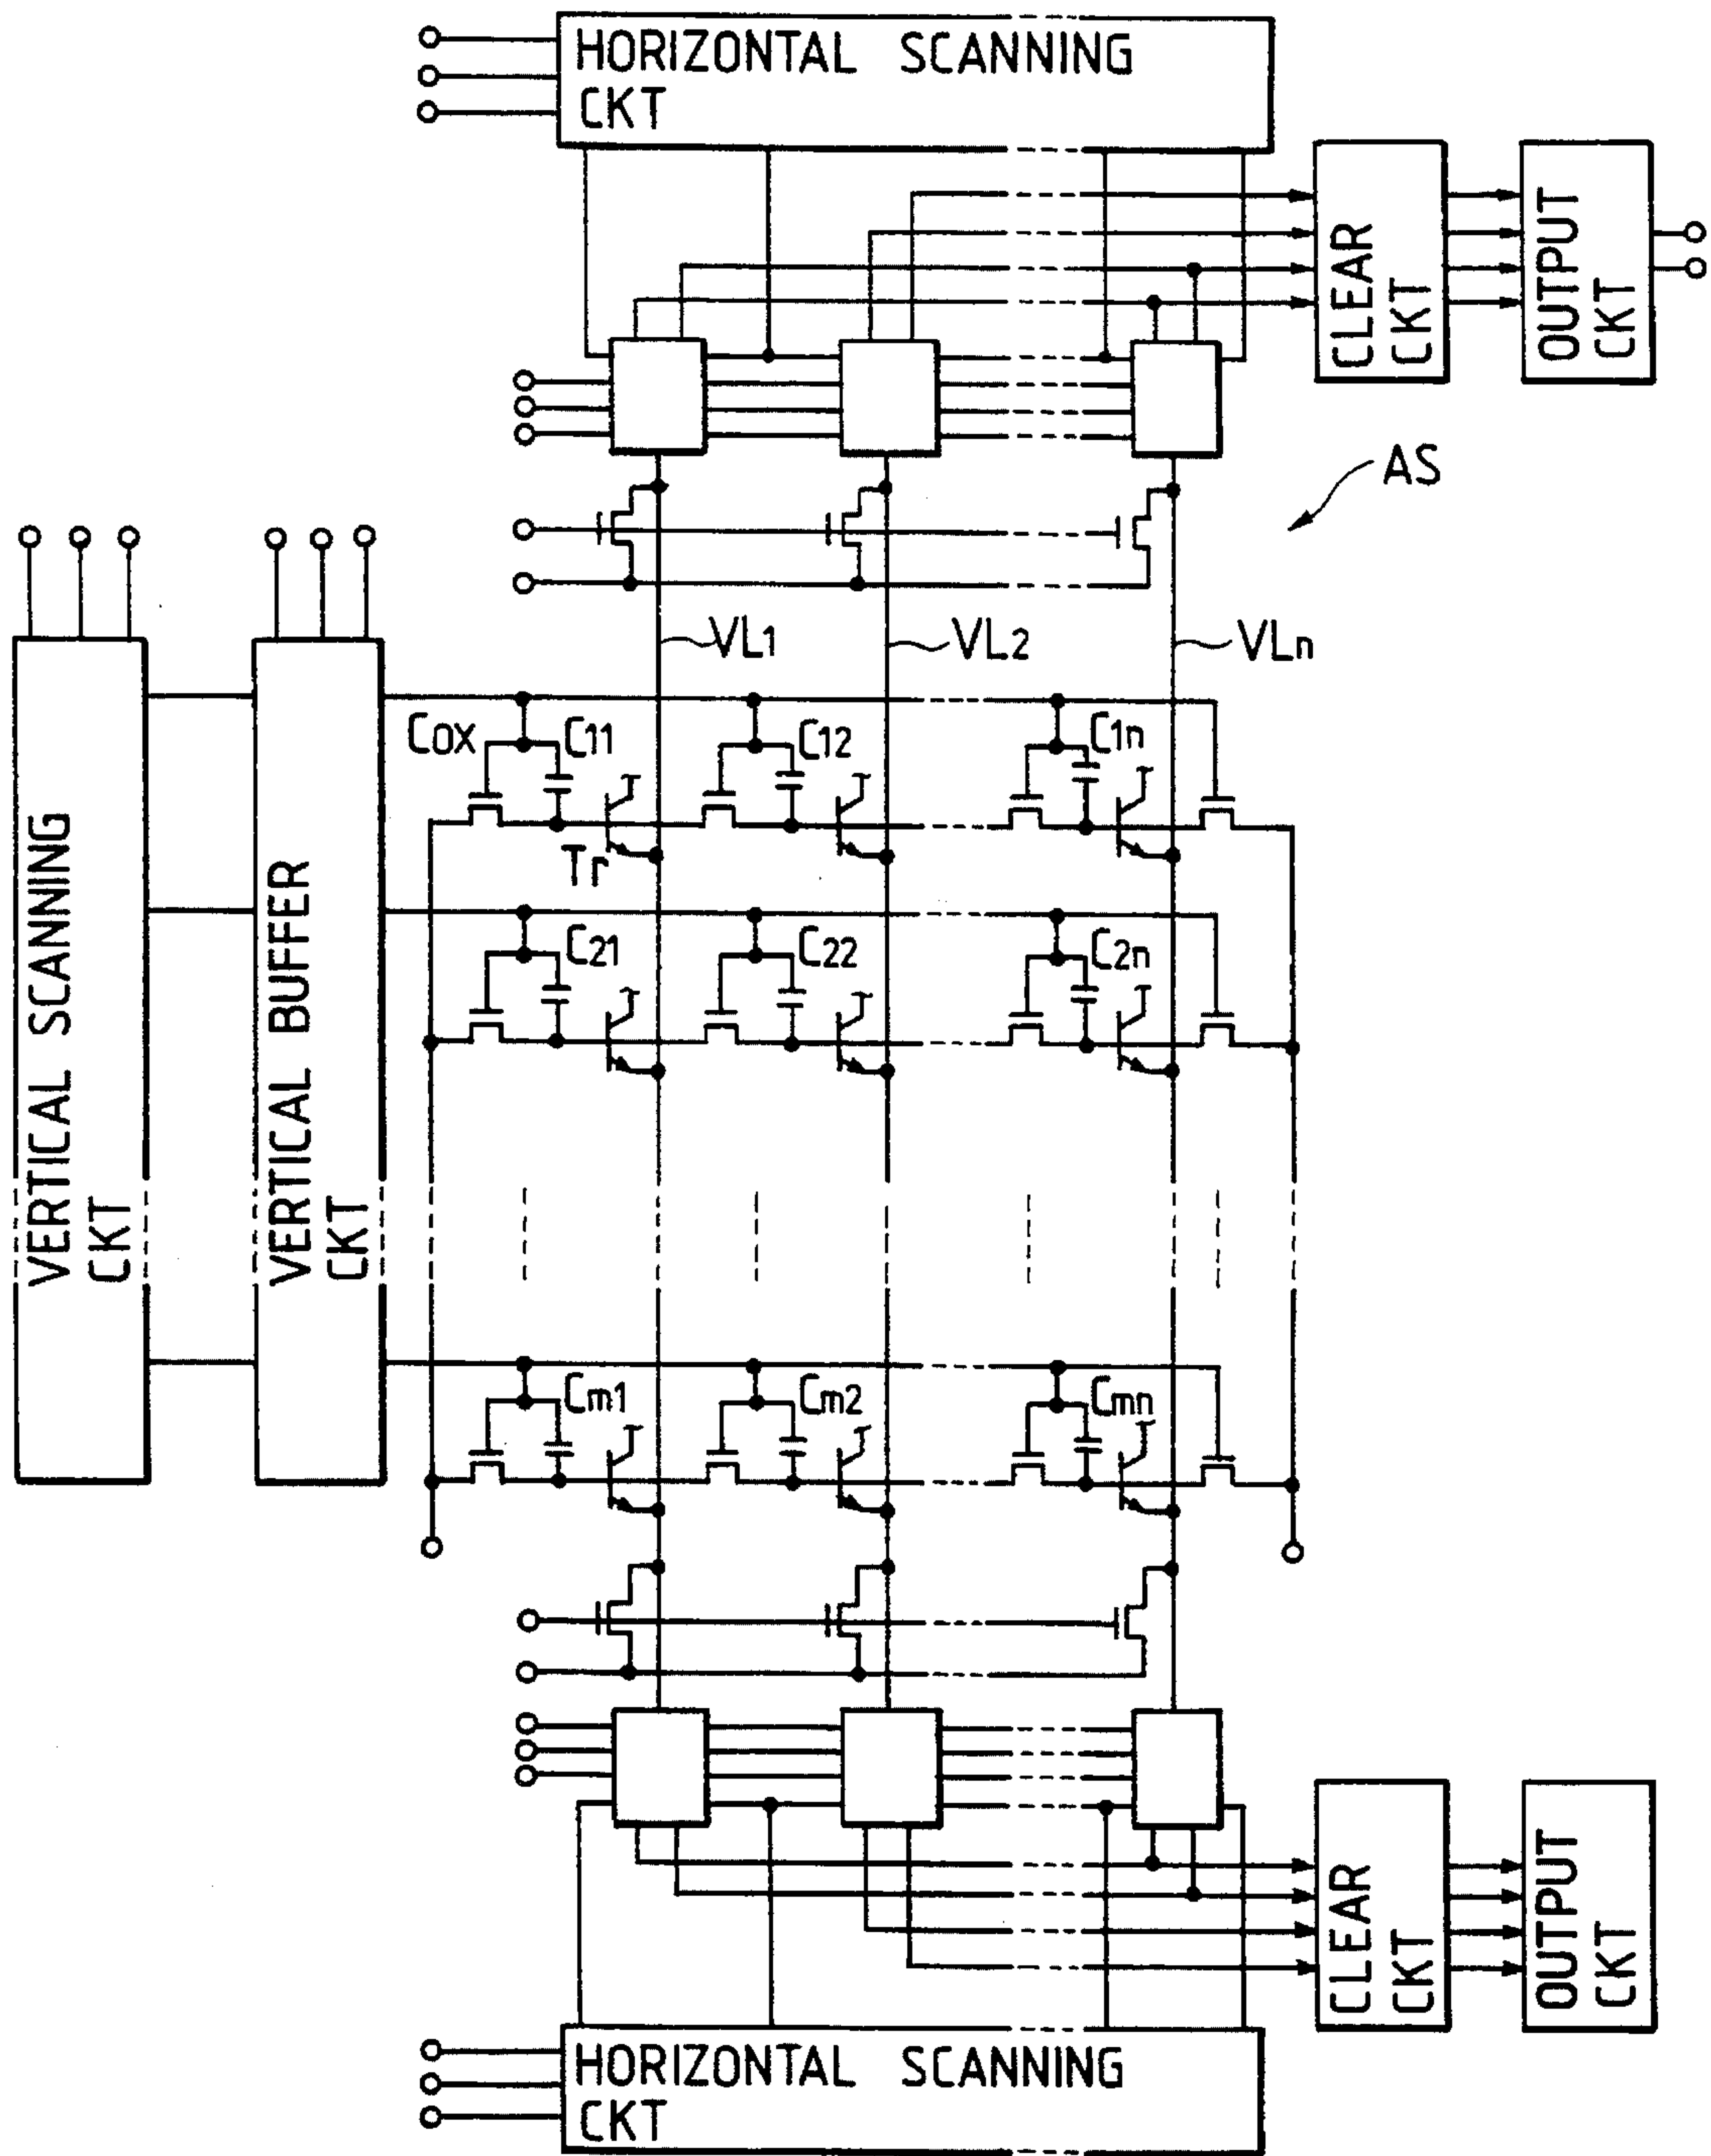 HORIZONTAL SCANNING
CKT
CLEAR
CKT
OUTPUT
CKT
AS
VL1
VL2
VLn
VERTICAL SCANNING
CKT
VERTICAL BUFFER
CKT
COX
C11
C12
C1n
Tr
C21
C22
C2n
Cm1
Cm2
Cmn
CLEAR
CKT
OUTPUT
CKT
HORIZONTAL SCANNING
CKT